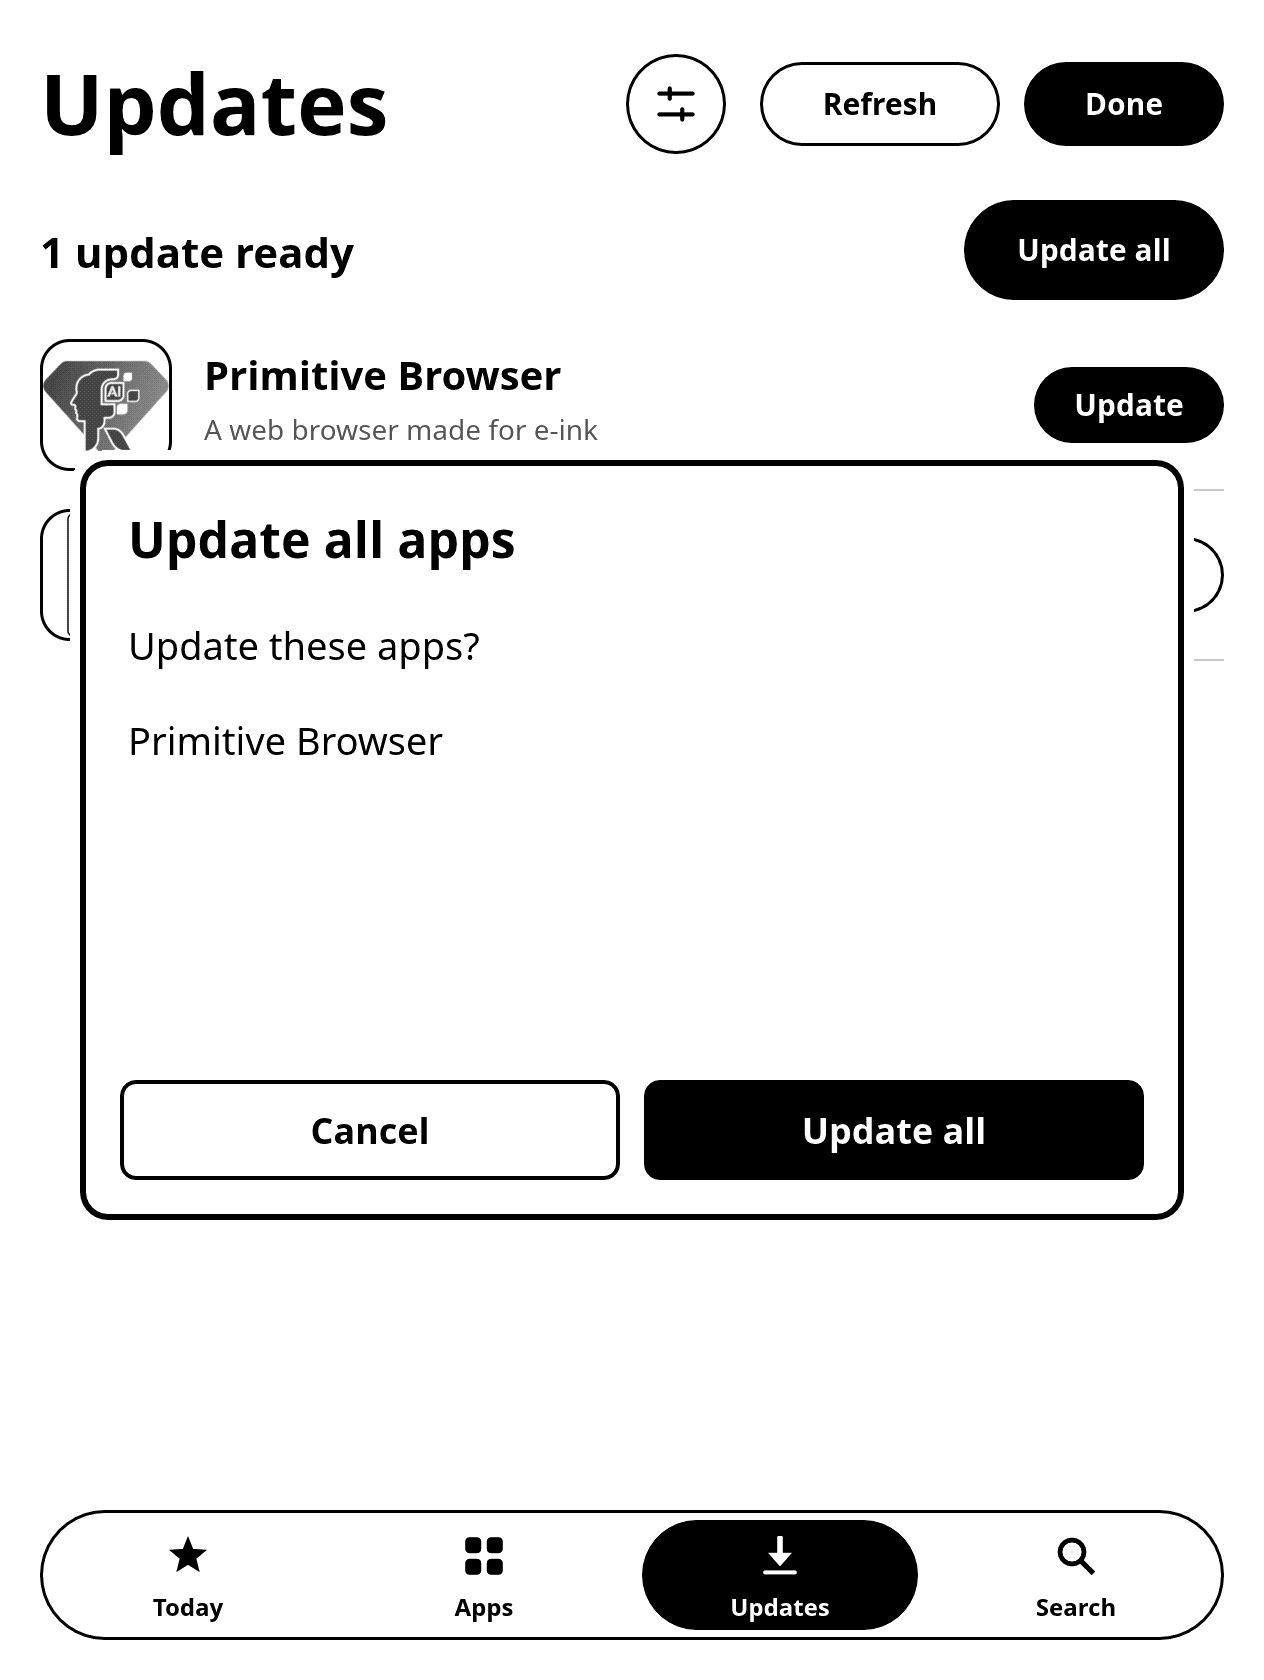 Updates
Refresh
Done
1 update ready
Update all
AI
Primitive Browser
A web browser made for e-ink
Update
Update all apps
Update these apps?
Primitive Browser
Cancel
Update all
Today
Apps
Updates
Search